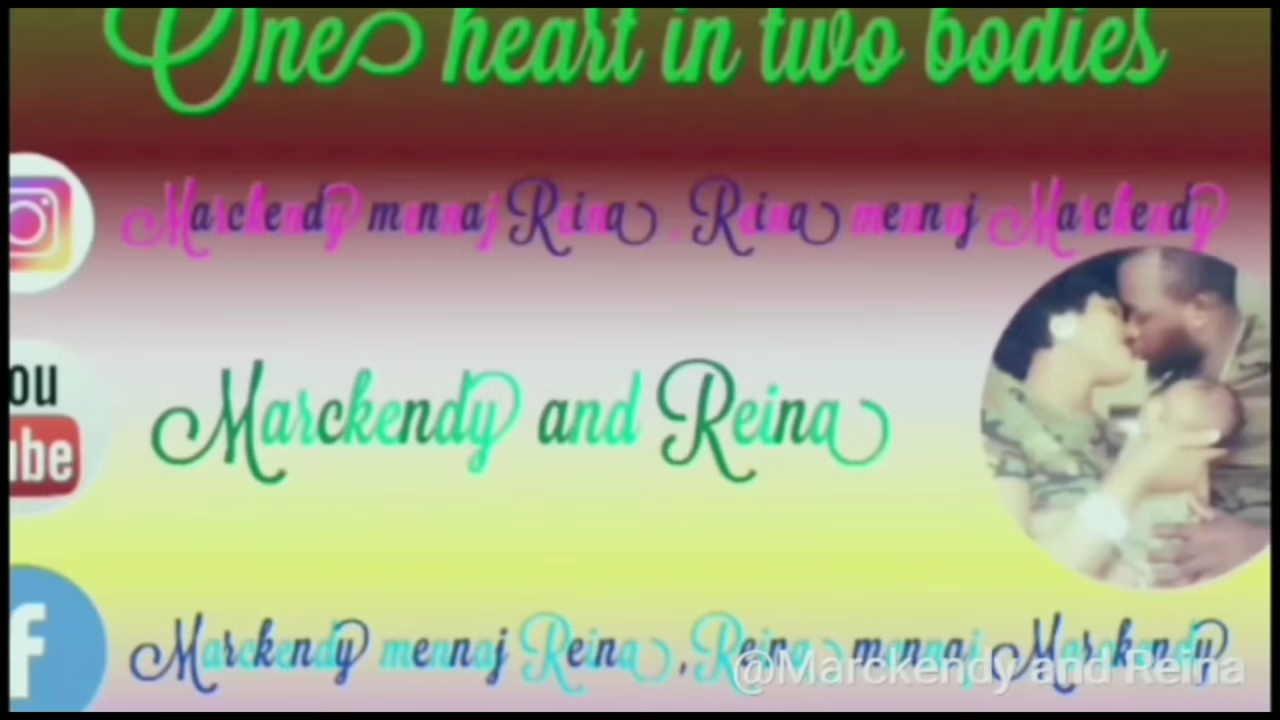 One heart in two bodies
Marckendy mennaj Reina , Reina mennaj Marckendy
You
Tube
Marckendy and Reina
f
Marckendy mennaj Reina , Reina mennaj Marckendy
@Marckendy and Reina